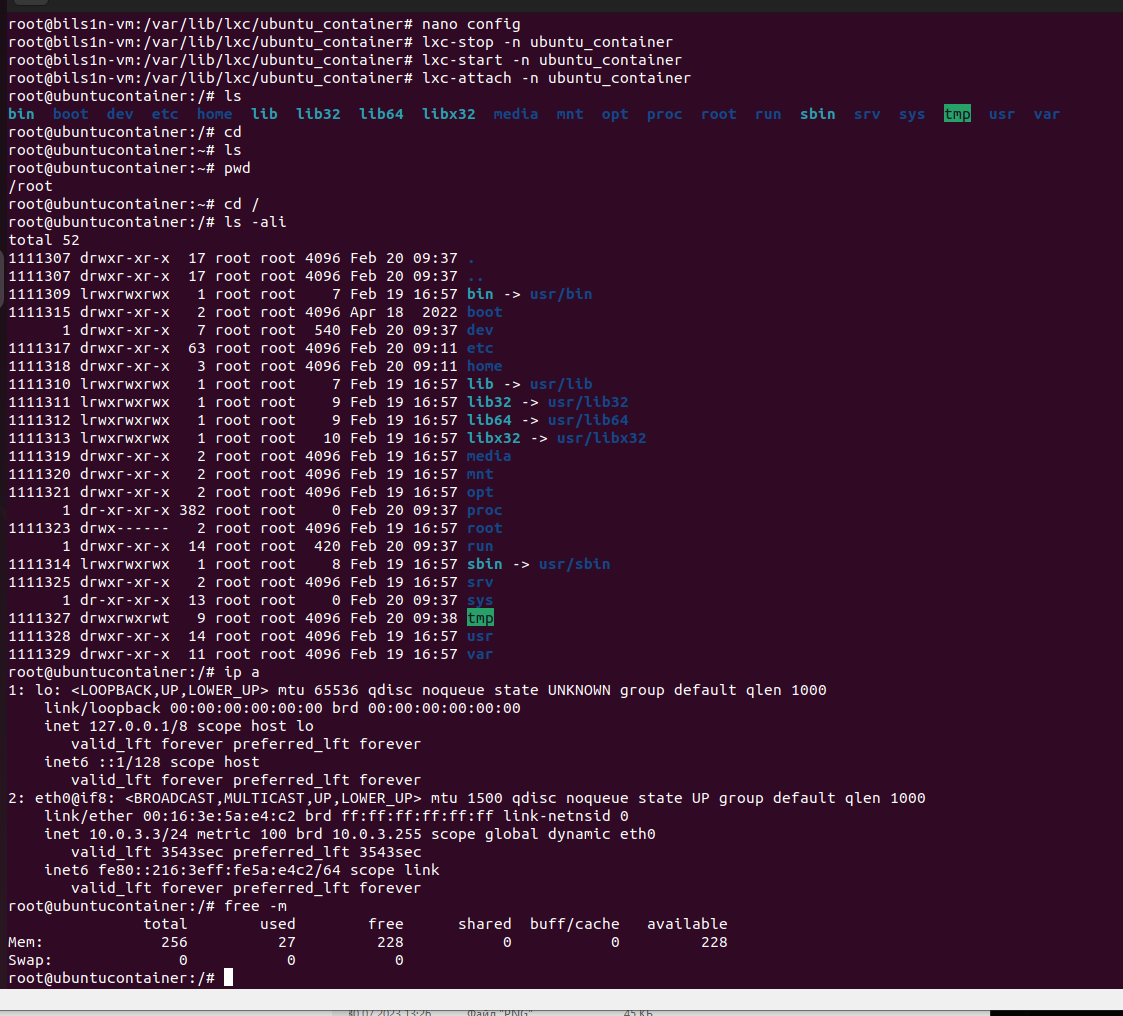 root@bils1n-vm:/var/lib/lxc/ubuntu_container# nano config
root@bils1n-vm:/var/lib/lxc/ubuntu_container# lxc-stop -n ubuntu_container
root@bils1n-vm:/var/lib/lxc/ubuntu_container# lxc-start -n ubuntu_container
root@bils1n-vm:/var/lib/lxc/ubuntu_container# lxc-attach -n ubuntu_container
root@ubuntucontainer:/# ls
bin  boot  dev  etc  home  lib  lib32  lib64  libx32  media  mnt  opt  proc  root  run  sbin  srv  sys  tmp  usr  var
root@ubuntucontainer:/# cd
root@ubuntucontainer:~# ls
root@ubuntucontainer:~# pwd
/root
root@ubuntucontainer:~# cd /
root@ubuntucontainer:/# ls -ali
total 52
1111307 drwxr-xr-x  17 root root 4096 Feb 20 09:37 .
1111307 drwxr-xr-x  17 root root 4096 Feb 20 09:37 ..
1111309 lrwxrwxrwx   1 root root    7 Feb 19 16:57 bin -> usr/bin
1111315 drwxr-xr-x   2 root root 4096 Apr 18  2022 boot
      1 drwxr-xr-x   7 root root  540 Feb 20 09:37 dev
1111317 drwxr-xr-x  63 root root 4096 Feb 20 09:11 etc
1111318 drwxr-xr-x   3 root root 4096 Feb 20 09:11 home
1111310 lrwxrwxrwx   1 root root    7 Feb 19 16:57 lib -> usr/lib
1111311 lrwxrwxrwx   1 root root    9 Feb 19 16:57 lib32 -> usr/lib32
1111312 lrwxrwxrwx   1 root root    9 Feb 19 16:57 lib64 -> usr/lib64
1111313 lrwxrwxrwx   1 root root   10 Feb 19 16:57 libx32 -> usr/libx32
1111319 drwxr-xr-x   2 root root 4096 Feb 19 16:57 media
1111320 drwxr-xr-x   2 root root 4096 Feb 19 16:57 mnt
1111321 drwxr-xr-x   2 root root 4096 Feb 19 16:57 opt
      1 dr-xr-xr-x 382 root root    0 Feb 20 09:37 proc
1111323 drwx------   2 root root 4096 Feb 19 16:57 root
      1 drwxr-xr-x  14 root root  420 Feb 20 09:37 run
1111314 lrwxrwxrwx   1 root root    8 Feb 19 16:57 sbin -> usr/sbin
1111325 drwxr-xr-x   2 root root 4096 Feb 19 16:57 srv
      1 dr-xr-xr-x  13 root root    0 Feb 20 09:37 sys
1111327 drwxrwxrwt   9 root root 4096 Feb 20 09:38 tmp
1111328 drwxr-xr-x  14 root root 4096 Feb 19 16:57 usr
1111329 drwxr-xr-x  11 root root 4096 Feb 19 16:57 var
root@ubuntucontainer:/# ip a
1: lo: <LOOPBACK,UP,LOWER_UP> mtu 65536 qdisc noqueue state UNKNOWN group default qlen 1000
    link/loopback 00:00:00:00:00:00 brd 00:00:00:00:00:00
    inet 127.0.0.1/8 scope host lo
       valid_lft forever preferred_lft forever
    inet6 ::1/128 scope host
       valid_lft forever preferred_lft forever
2: eth0@if8: <BROADCAST,MULTICAST,UP,LOWER_UP> mtu 1500 qdisc noqueue state UP group default qlen 1000
    link/ether 00:16:3e:5a:e4:c2 brd ff:ff:ff:ff:ff:ff link-netnsid 0
    inet 10.0.3.3/24 metric 100 brd 10.0.3.255 scope global dynamic eth0
       valid_lft 3543sec preferred_lft 3543sec
    inet6 fe80::216:3eff:fe5a:e4c2/64 scope link
       valid_lft forever preferred_lft forever
root@ubuntucontainer:/# free -m
               total        used        free      shared  buff/cache   available
Mem:             256          27         228           0           0         228
Swap:              0           0           0
root@ubuntucontainer:/#
Файл "PNG" 45 КБ